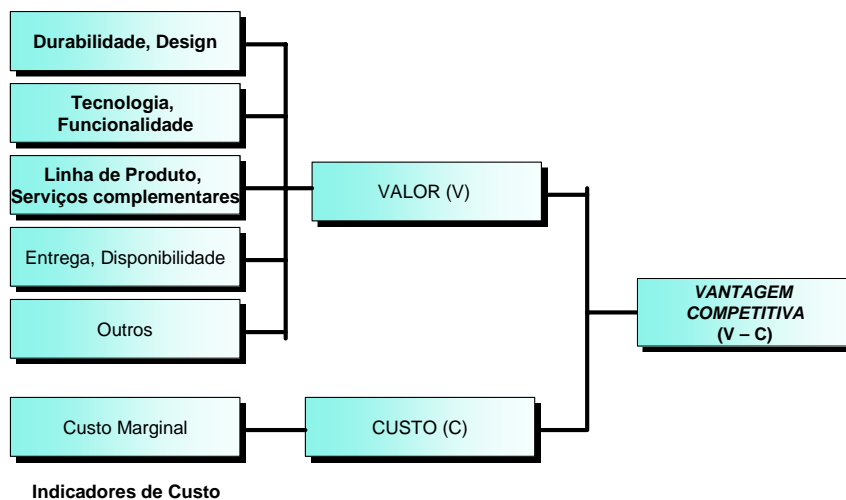 Durabilidade, Design
Tecnologia,
Funcionalidade
Linha de Produto,
Serviços complementares
Entrega, Disponibilidade
Outros
VALOR (V)
VANTAGEM
COMPETITIVA
(V – C)
Custo Marginal
CUSTO (C)
Indicadores de Custo